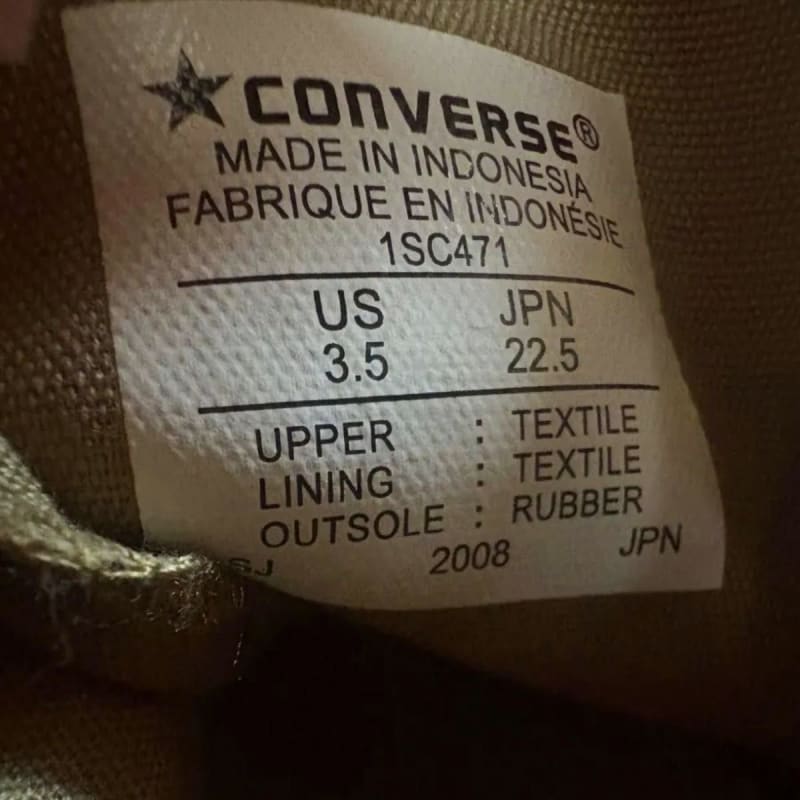 CONVERSE®
MADE IN INDONESIA
FABRIQUE EN INDONÉSIE
1SC471
US JPN
3.5 22.5
UPPER : TEXTILE
LINING : TEXTILE
OUTSOLE : RUBBER
2008 JPN